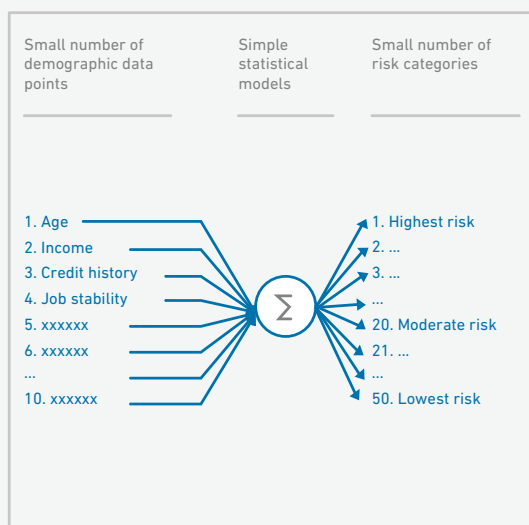 Small number of
demographic data
points
Simple
statistical
models
Small number of
risk categories
1. Age
2. Income
3. Credit history
4. Job stability
5. xxxxxx
6. xxxxxx
...
10. xxxxxx
Σ
1. Highest risk
2. ...
3. ...
...
20. Moderate risk
21. ...
...
50. Lowest risk